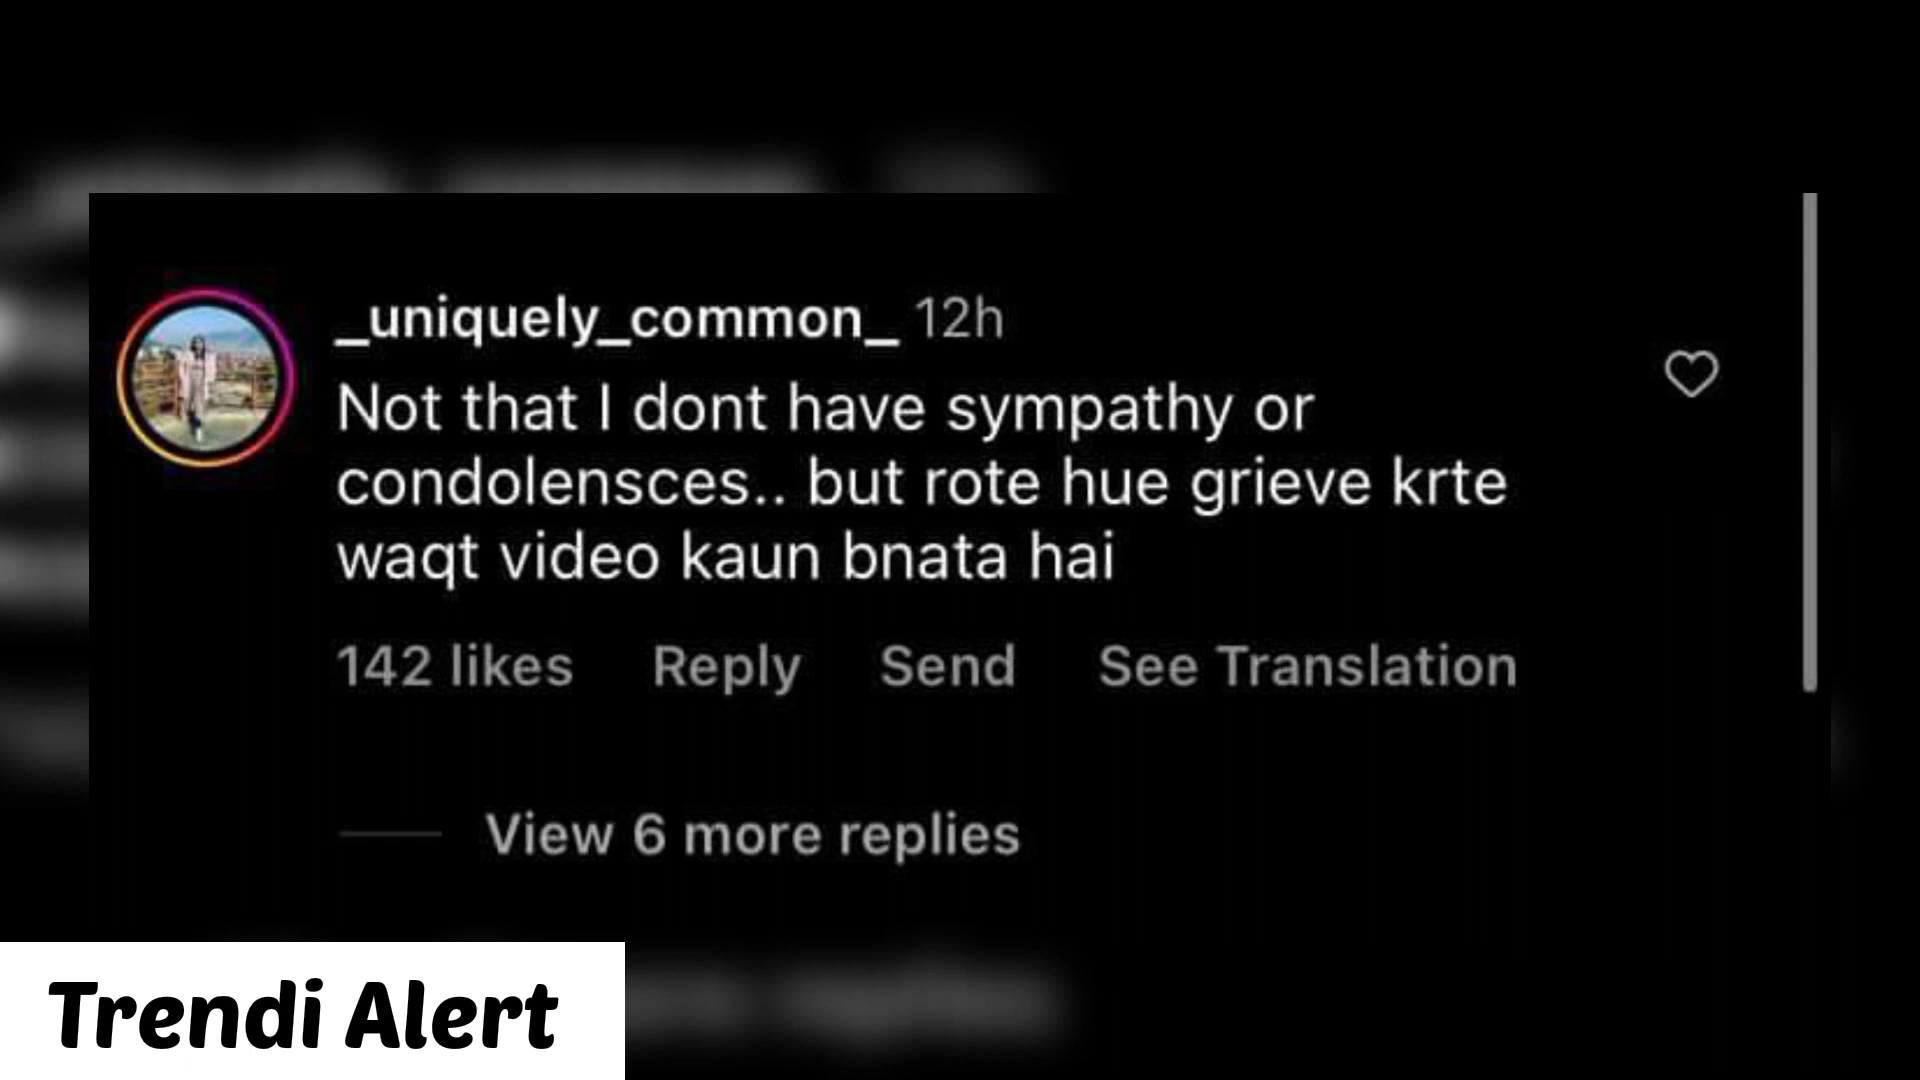 _uniquely_common_ 12h
Not that I dont have sympathy or
condolensces.. but rote hue grieve krte
waqt video kaun bnata hai
142 likes Reply Send See Translation
View 6 more replies
Trendi Alert